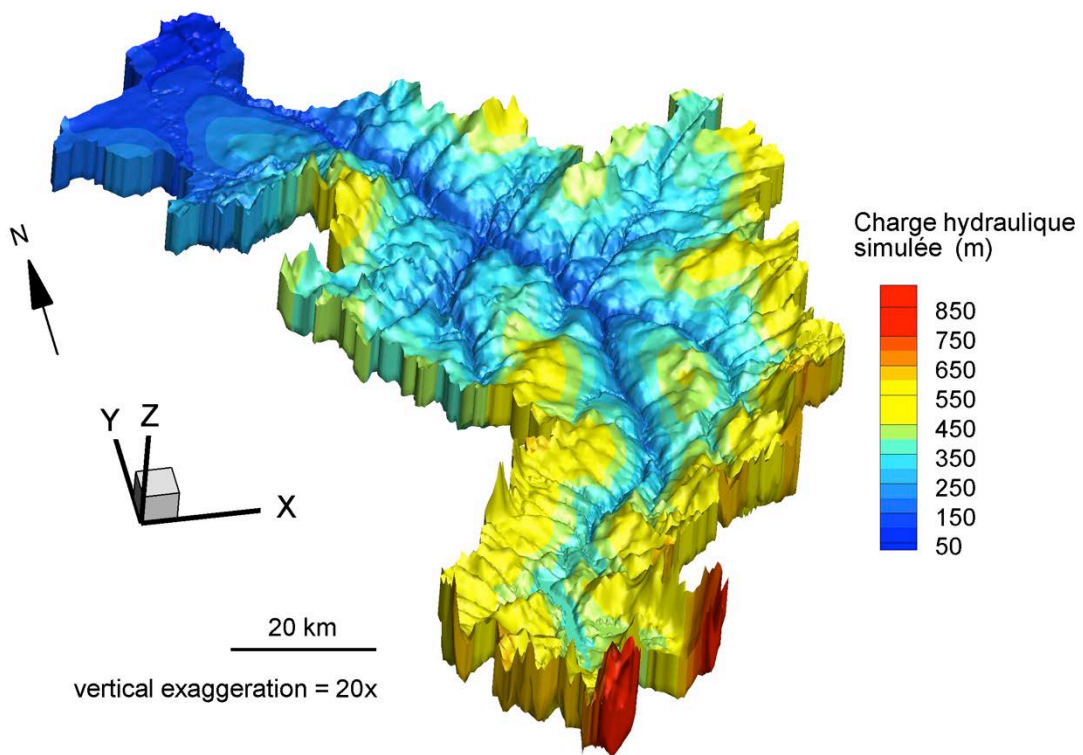 N
Y
Z
X
20 km
vertical exaggeration = 20x
Charge hydraulique
simulée (m)
850
750
650
550
450
350
250
150
50